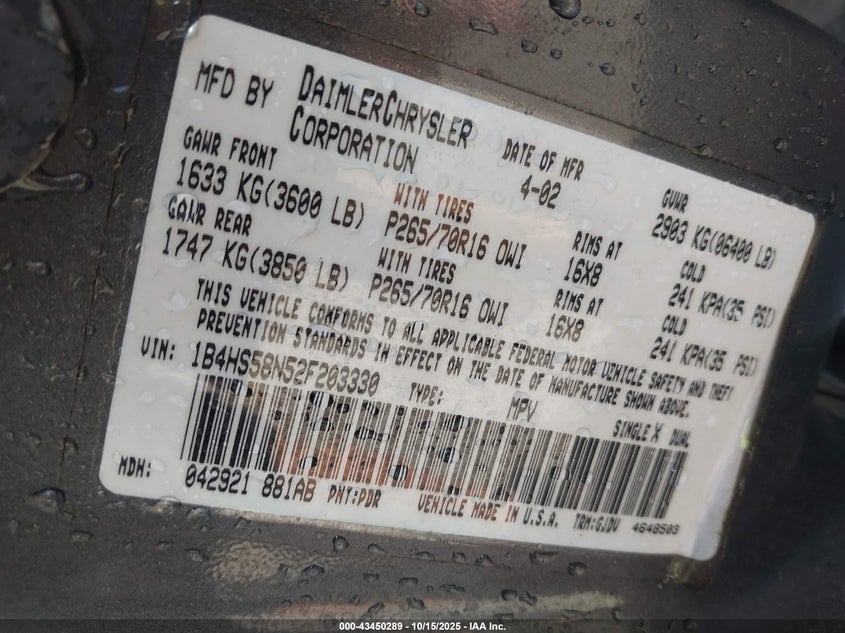 MFD BY DAIMLERCHRYSLER CORPORATION
DATE OF MFR 4-02
GVWR 2903 KG(06400 LB)
GAWR FRONT 1633 KG(3600 LB)
WITH TIRES P265/70R16 OWI
RIMS AT 16X8
COLD 241 KPA(35 PSI)
GAWR REAR 1747 KG(3850 LB)
WITH TIRES P265/70R16 OWI
RIMS AT 16X8
COLD 241 KPA(35 PSI)
THIS VEHICLE CONFORMS TO ALL APPLICABLE FEDERAL MOTOR VEHICLE SAFETY AND THEFT
PREVENTION STANDARDS IN EFFECT ON THE DATE OF MANUFACTURE SHOWN ABOVE.
VIN: 1B4HS58N52F203330 TYPE: MPV SINGLE X DUAL
MDH: 042921 881AB PNT:PDR VEHICLE MADE IN U.S.A. TRM:GJDV 4648503
000-43450289 - 10/15/2025 - IAA Inc.